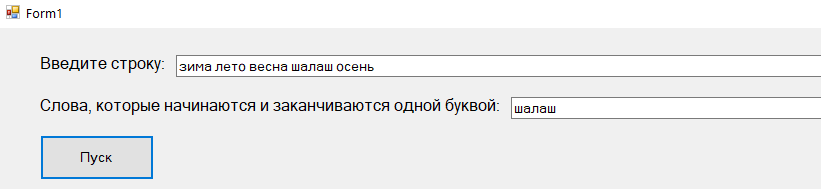 Form1
Введите строку: зима лето весна шалаш осень
Слова, которые начинаются и заканчиваются одной буквой: шалаш
Пуск